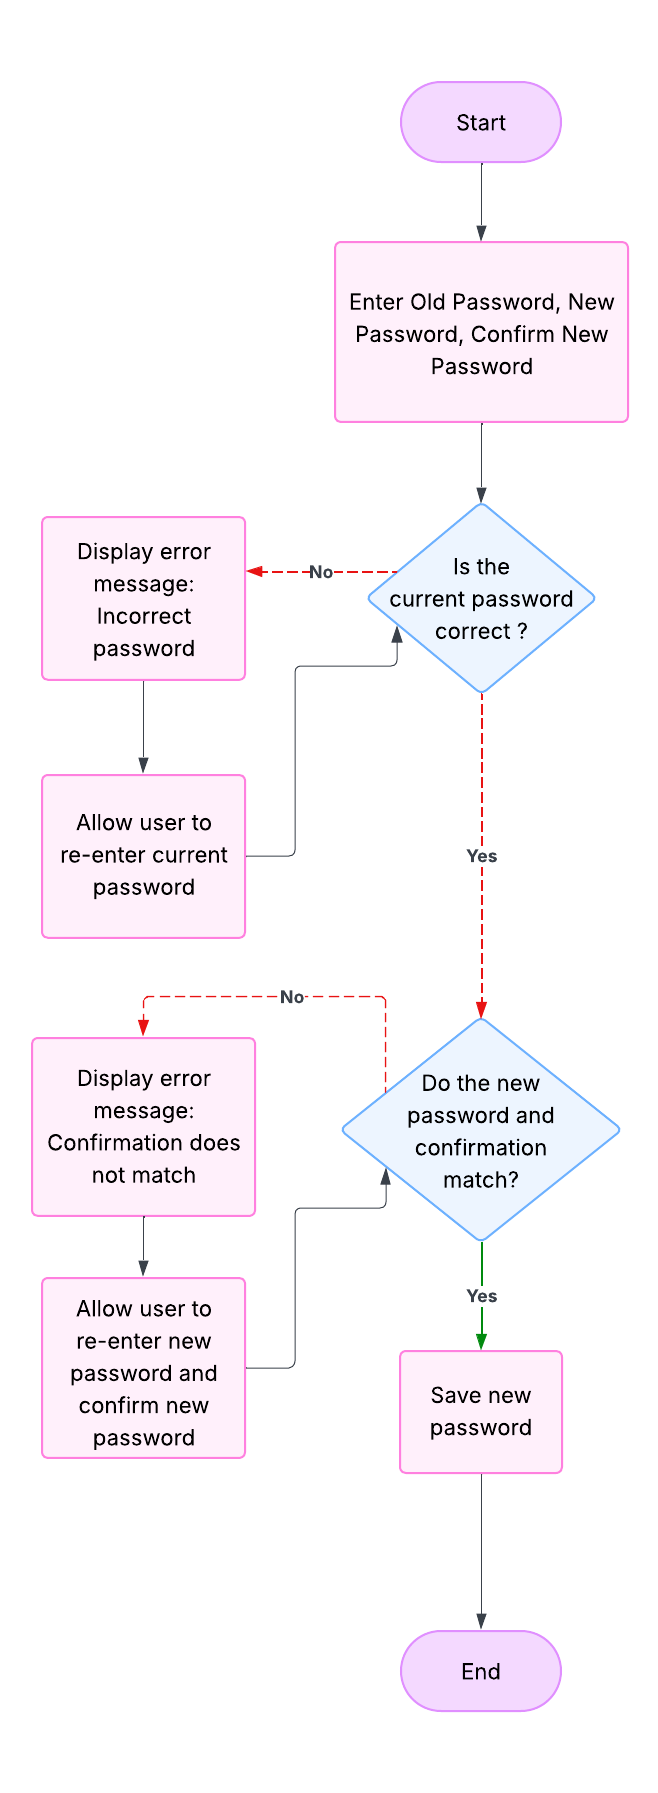 Start
Enter Old Password, New
Password, Confirm New
Password
Is the
current password
correct ?
No
Display error
message:
Incorrect
password
Allow user to
re-enter current
password
Yes
No
Do the new
password and
confirmation
match?
Display error
message:
Confirmation does
not match
Allow user to
re-enter new
password and
confirm new
password
Yes
Save new
password
End